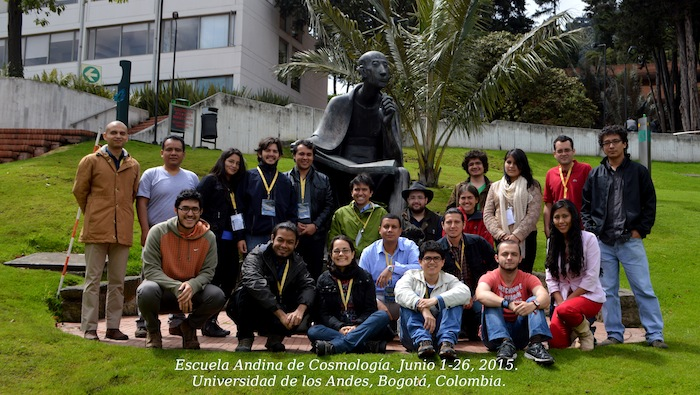 Escuela Andina de Cosmología. Junio 1-26, 2015.
Universidad de los Andes, Bogotá, Colombia.